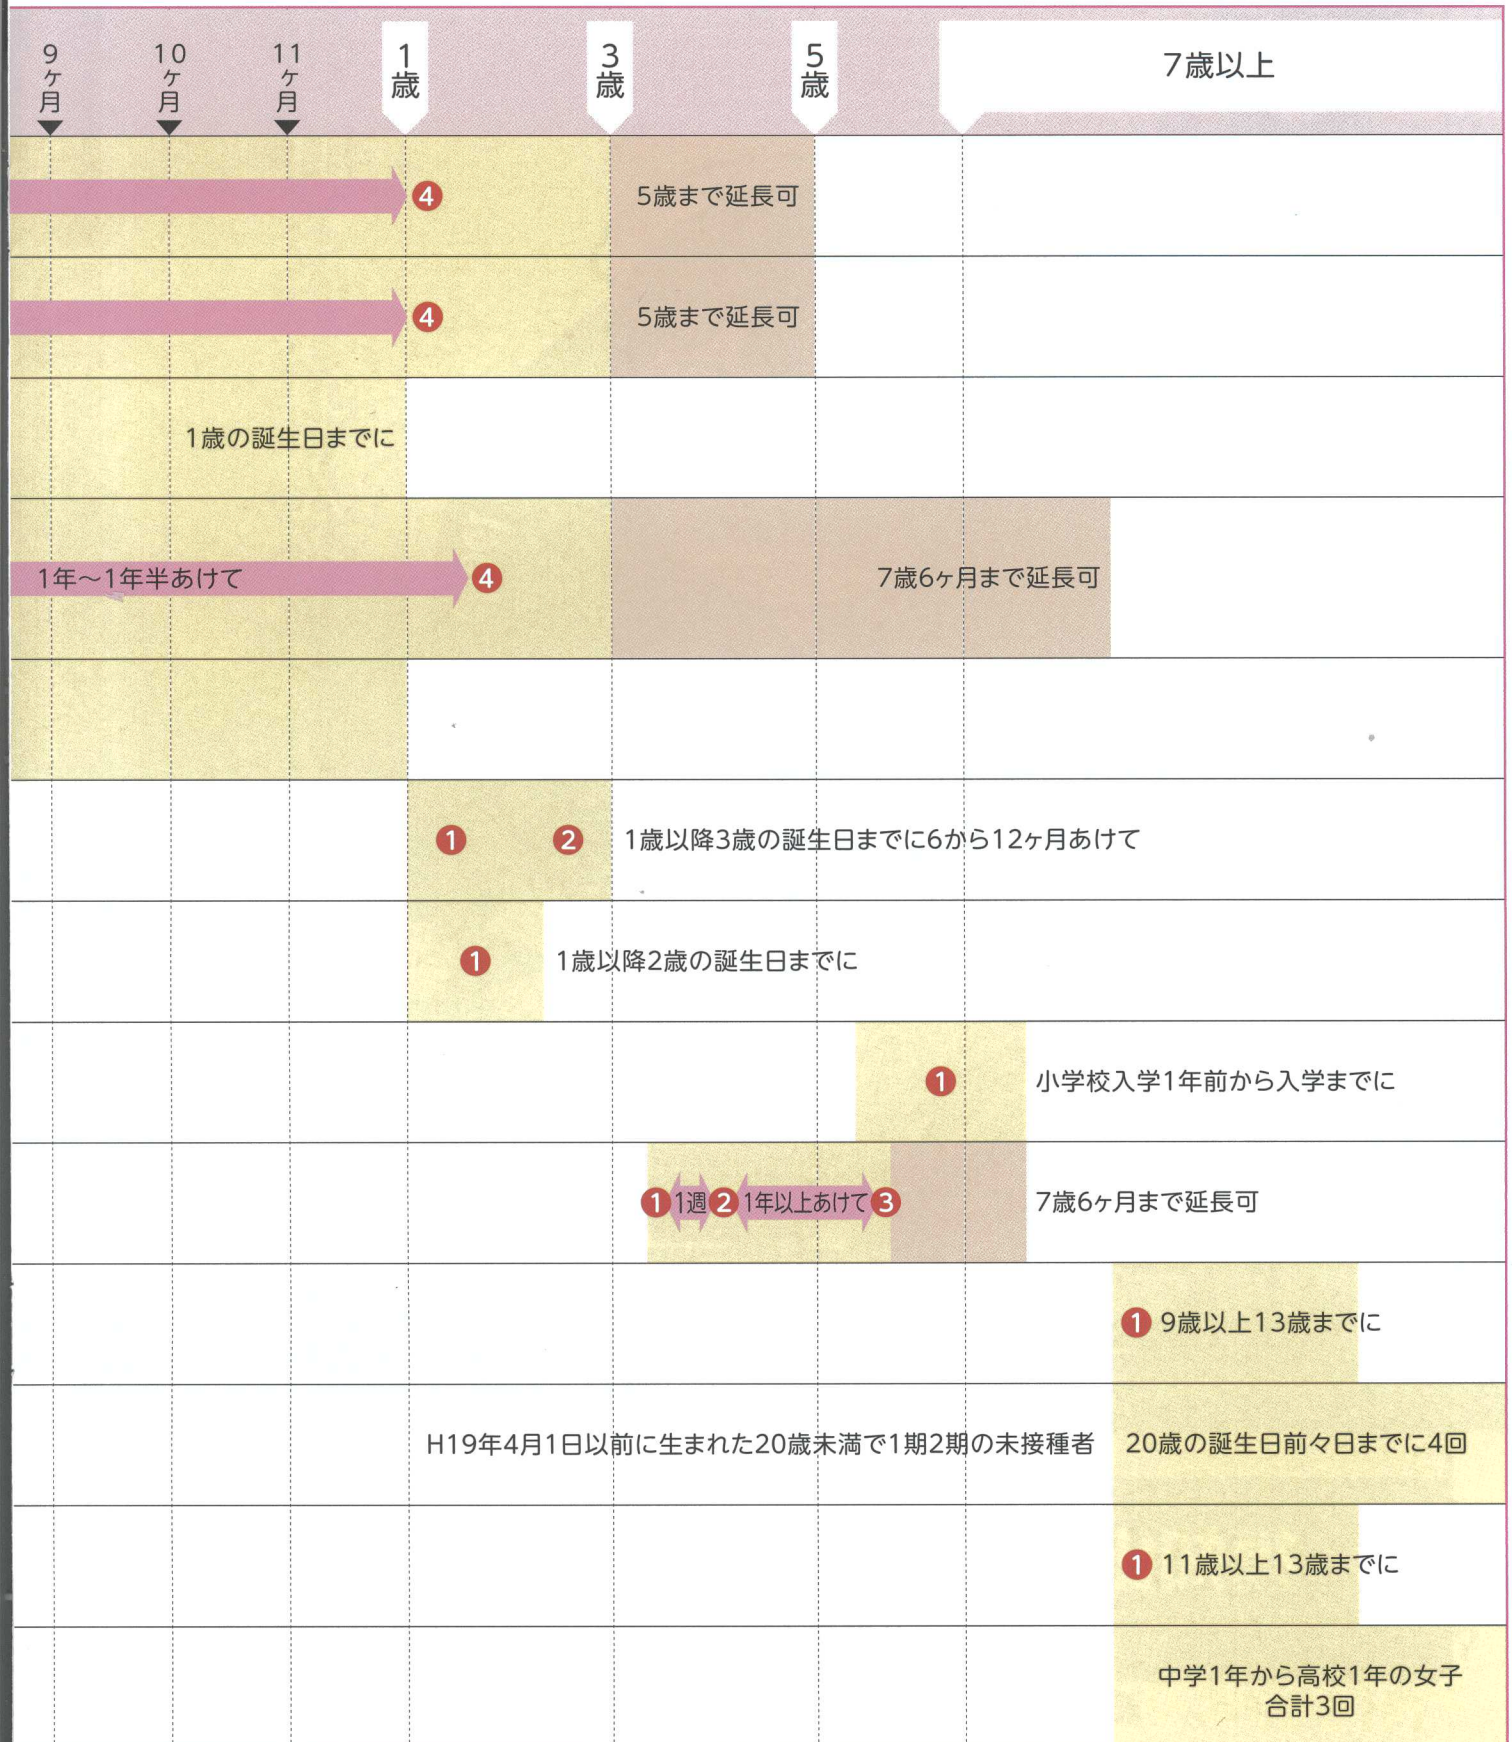 9ヶ月
10ヶ月
11ヶ月
1歳
3歳
5歳
7歳以上
4
5歳まで延長可
4
5歳まで延長可
1歳の誕生日までに
1年～1年半あけて
4
7歳6ヶ月まで延長可
1
2
1歳以降3歳の誕生日までに6から12ヶ月あけて
1
1歳以降2歳の誕生日までに
1
小学校入学1年前から入学までに
1
1週
2
1年以上あけて
3
7歳6ヶ月まで延長可
1
9歳以上13歳までに
H19年4月1日以前に生まれた20歳未満で1期2期の未接種者
20歳の誕生日前々日までに4回
1
11歳以上13歳までに
中学1年から高校1年の女子
合計3回